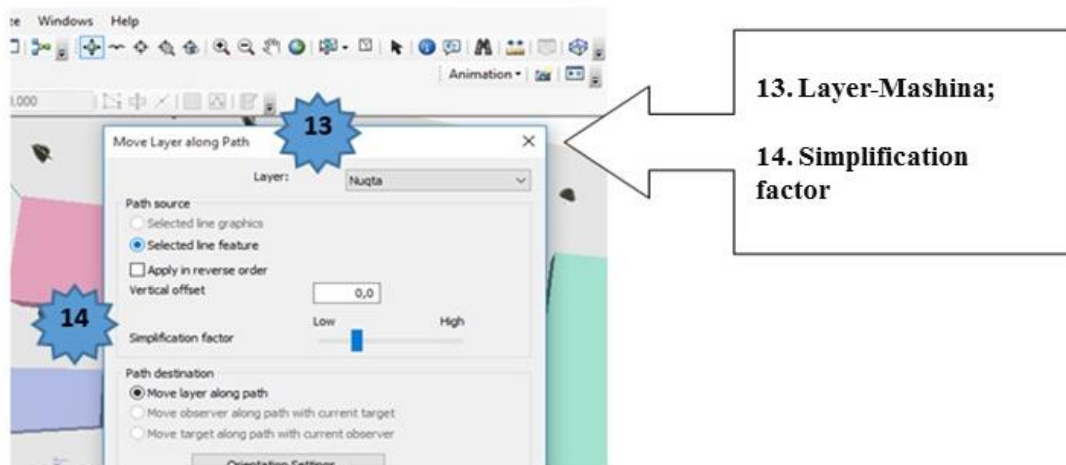 Windows Help
Animation
13
Move Layer along Path
Layer: Nuqta
Path source
Selected line graphics
Selected line feature
Apply in reverse order
Vertical offset 0,0
Low High
14
Simplification factor
Path destination
Move layer along path
Move observer along path with current target
Move target along path with current observer
Orientation Settings
13. Layer-Mashina;
14. Simplification
factor